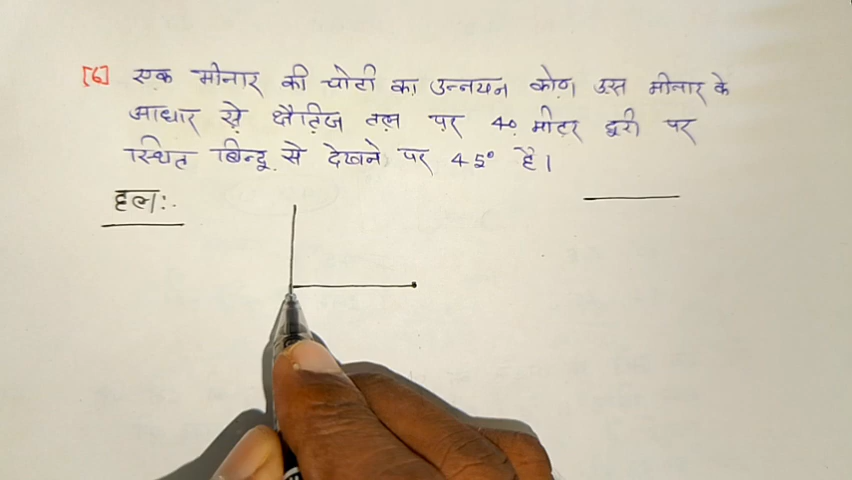 [6] एक मीनार की चोटी का उन्नयन कोण उस मीनार के
आधार से क्षैतिज तल पर 40 मीटर दूरी पर
स्थित बिन्दू से देखने पर 45° है।
हल:.